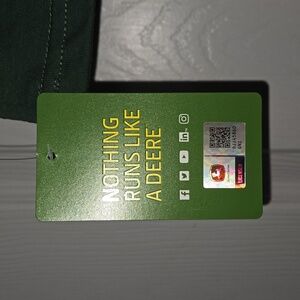 NOTHING
RUNS LIKE
A DEERE